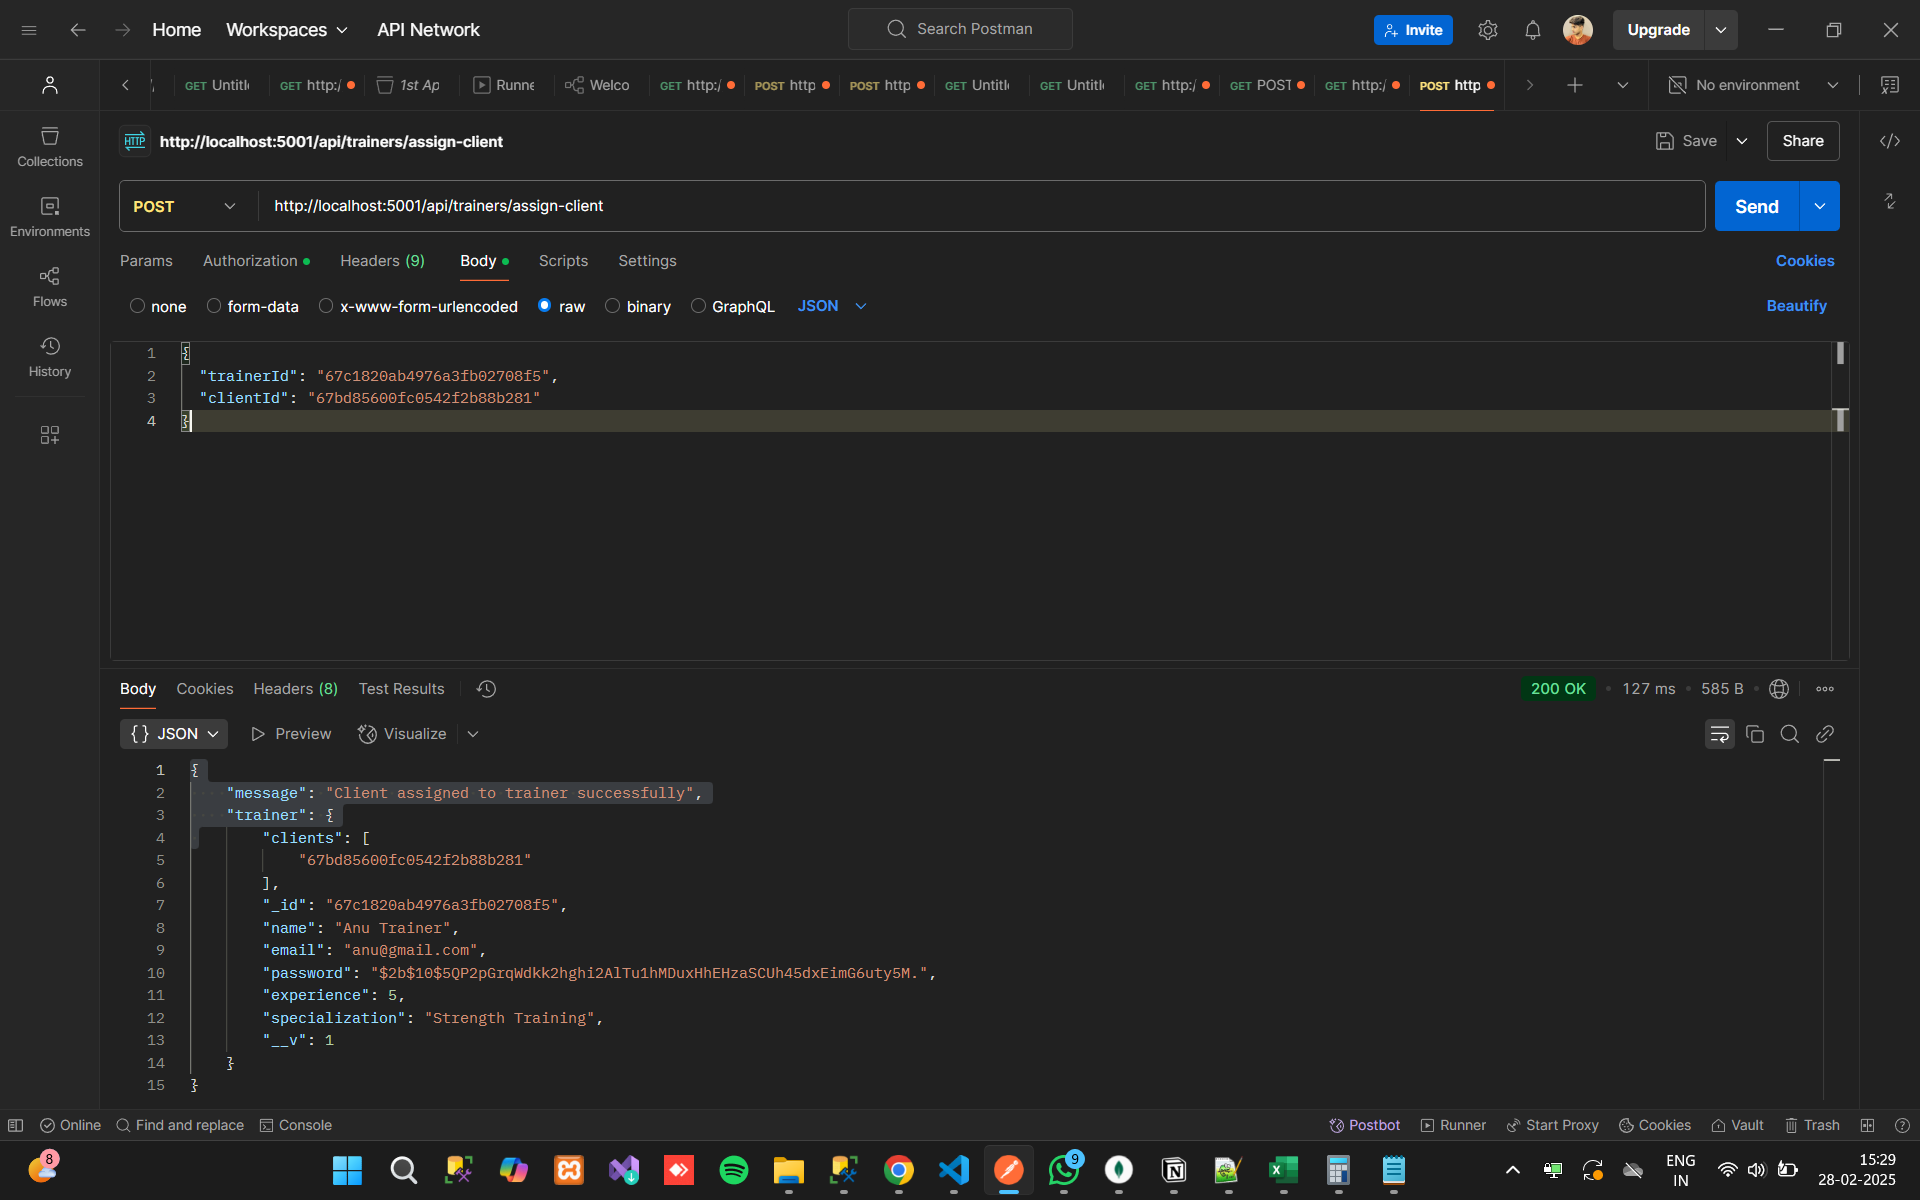 Home Workspaces API Network Search Postman Invite Upgrade
GET Untitl GET http:/ 1st Ap Runne Welco GET http:/ POST http POST http GET Untitl GET Untitl GET http:/ GET POST GET http:/ POST http No environment
HTTP http://localhost:5001/api/trainers/assign-client Save Share
Collections
POST http://localhost:5001/api/trainers/assign-client Send
Environments
Params Authorization Headers (9) Body Scripts Settings Cookies
Flows
none form-data x-www-form-urlencoded raw binary GraphQL JSON Beautify
History
1 {
2 "trainerId": "67c1820ab4976a3fb02708f5",
3 "clientId": "67bd85600fc0542f2b88b281"
4 }
Body Cookies Headers (8) Test Results 200 OK 127 ms 585 B
{} JSON Preview Visualize
1 {
2 "message": "Client assigned to trainer successfully",
3 "trainer": {
4 "clients": [
5 "67bd85600fc0542f2b88b281"
6 ],
7 "_id": "67c1820ab4976a3fb02708f5",
8 "name": "Anu Trainer",
9 "email": "anu@gmail.com",
10 "password": "$2b$10$5QP2pGrqWdkk2hghi2AlTu1hMDuxHhEHzaSCUh45dxEimG6uty5M.",
11 "experience": 5,
12 "specialization": "Strength Training",
13 "__v": 1
14 }
15 }
Online Find and replace Console Postbot Runner Start Proxy Cookies Vault Trash
8 9 ENG IN 15:29
28-02-2025